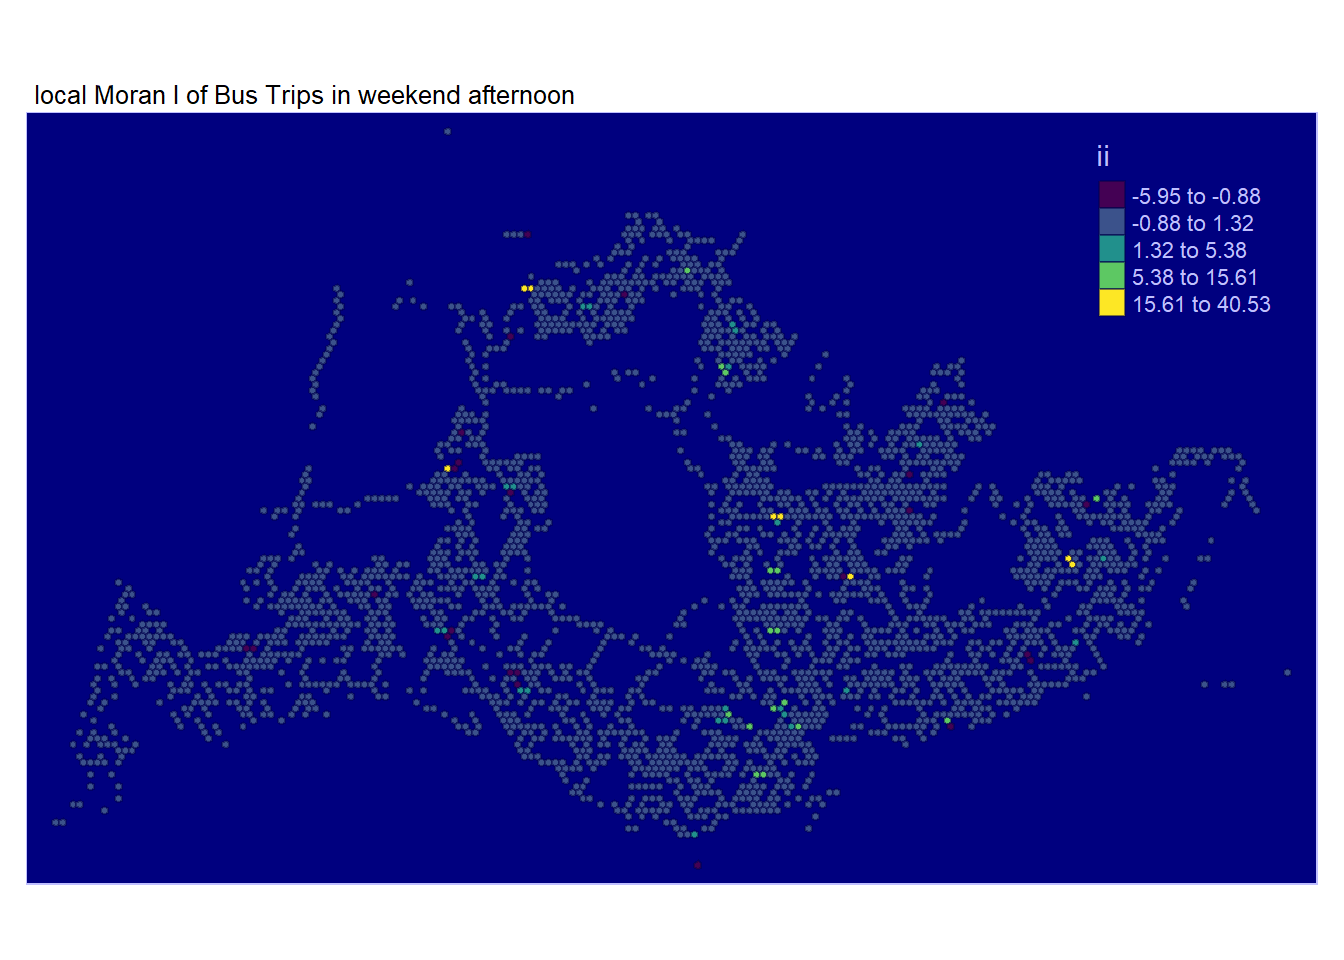 local Moran I of Bus Trips in weekend afternoon
ii
-5.95 to -0.88
-0.88 to 1.32
1.32 to 5.38
5.38 to 15.61
15.61 to 40.53